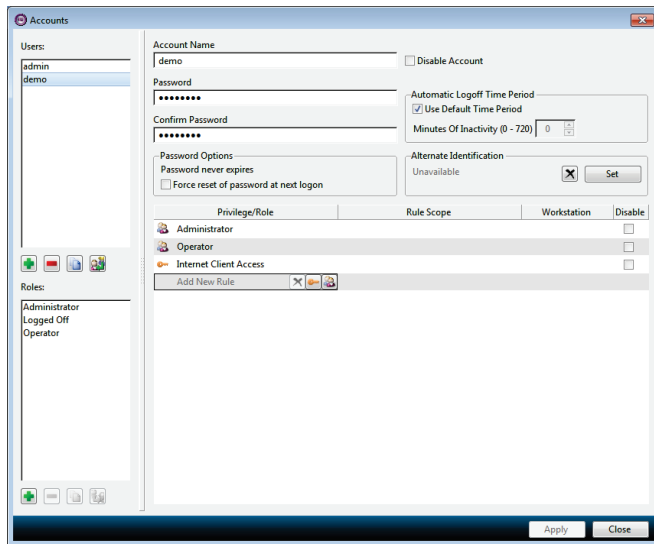 Accounts
Users:
admin
demo
Roles:
Administrator
Logged Off
Operator
Account Name
demo
Disable Account
Password
••••••••
Confirm Password
••••••••
Automatic Logoff Time Period
Use Default Time Period
Minutes Of Inactivity (0 - 720) 0
Password Options
Password never expires
Force reset of password at next logon
Alternate Identification
Unavailable
Set
Privilege/Role Rule Scope Workstation Disable
Administrator
Operator
Internet Client Access
Add New Rule
Apply Close